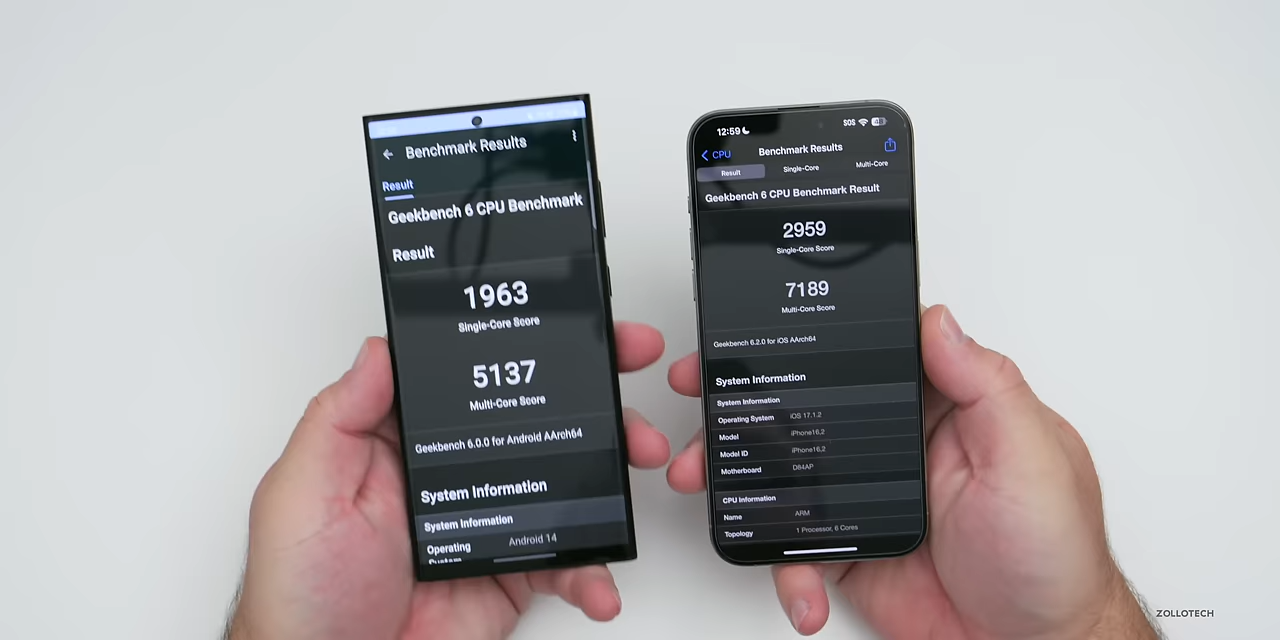 Benchmark Results
Result
Geekbench 6 CPU Benchmark
Result
1963
Single-Core Score
5137
Multi-Core Score
Geekbench 6.0.0 for Android AArch64
System Information
System Information
Operating Android 14
System
12:59 SOS
CPU Benchmark Results
Result Single-Core Multi-Core
Geekbench 6 CPU Benchmark Result
2959
Single-Core Score
7189
Multi-Core Score
Geekbench 6.2.0 for iOS AArch64
System Information
System Information
Operating System iOS 17.1.2
Model iPhone16,2
Model ID iPhone16,2
Motherboard D84AP
CPU Information
Name ARM
Topology 1 Processor, 6 Cores
ZOLLOTECH